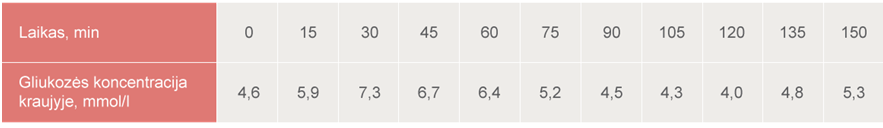 Laikas, min 0 15 30 45 60 75 90 105 120 135 150
Gliukozės koncentracija
kraujyje, mmol/l 4,6 5,9 7,3 6,7 6,4 5,2 4,5 4,3 4,0 4,8 5,3